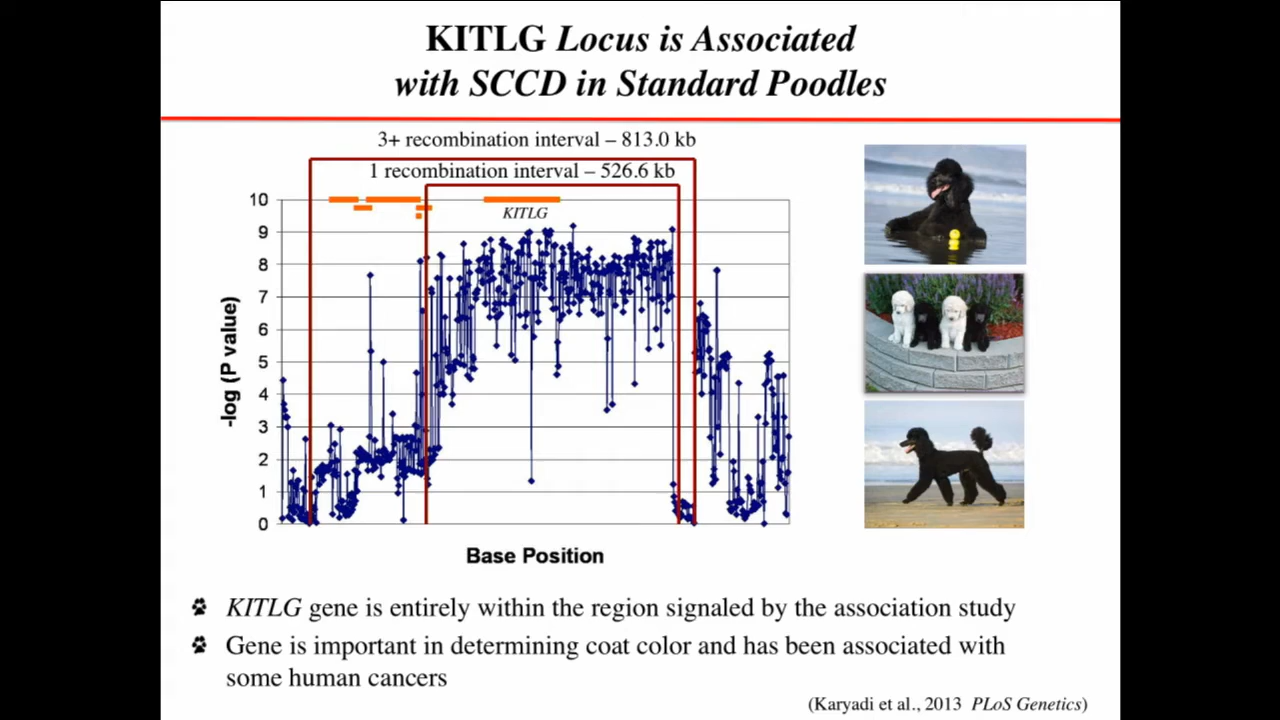 KITLG Locus is Associated
with SCCD in Standard Poodles
3+ recombination interval – 813.0 kb
1 recombination interval – 526.6 kb
10
KITLG
9
8
7
6
5
4
3
2
1
0
-log (P value)
Base Position
KITLG gene is entirely within the region signaled by the association study
Gene is important in determining coat color and has been associated with
some human cancers
(Karyadi et al., 2013 PLoS Genetics)